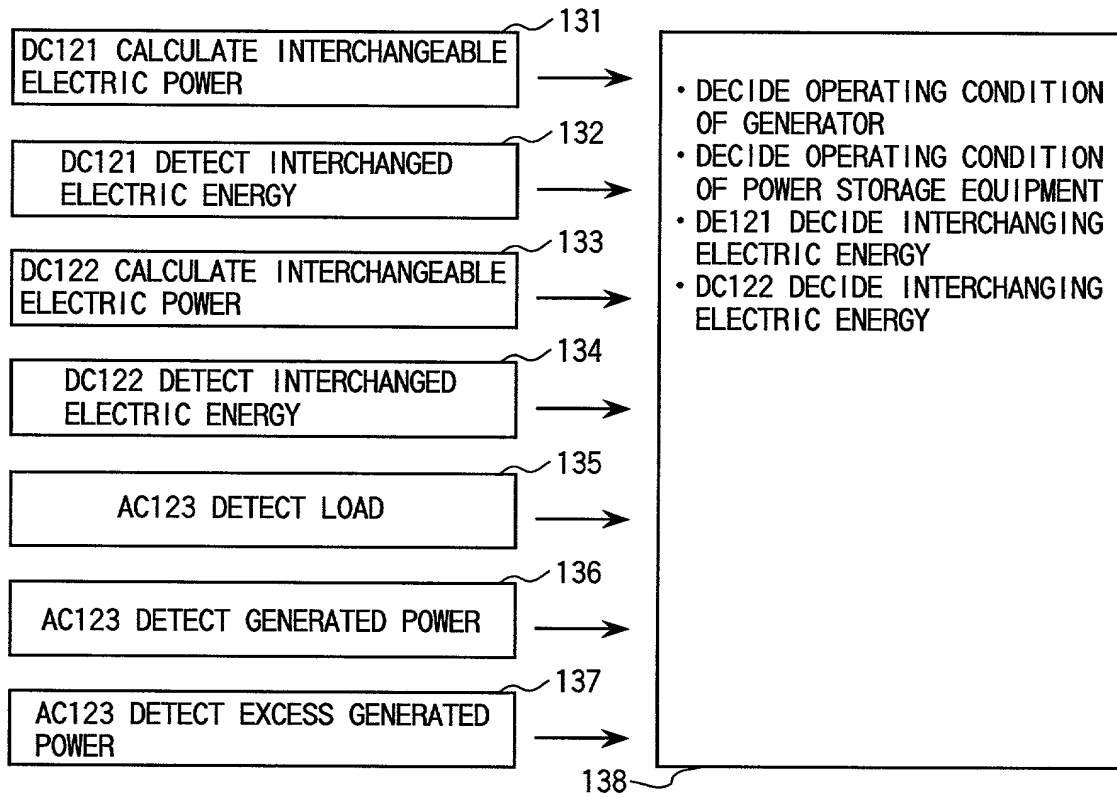 131
DC121 CALCULATE INTERCHANGEABLE
ELECTRIC POWER
132
DC121 DETECT INTERCHANGED
ELECTRIC ENERGY
133
DC122 CALCULATE INTERCHANGEABLE
ELECTRIC POWER
134
DC122 DETECT INTERCHANGED
ELECTRIC ENERGY
135
AC123 DETECT LOAD
136
AC123 DETECT GENERATED POWER
137
AC123 DETECT EXCESS GENERATED
POWER
・DECIDE OPERATING CONDITION
OF GENERATOR
・DECIDE OPERATING CONDITION
OF POWER STORAGE EQUIPMENT
・DE121 DECIDE INTERCHANGING
ELECTRIC ENERGY
・DC122 DECIDE INTERCHANGING
ELECTRIC ENERGY
138